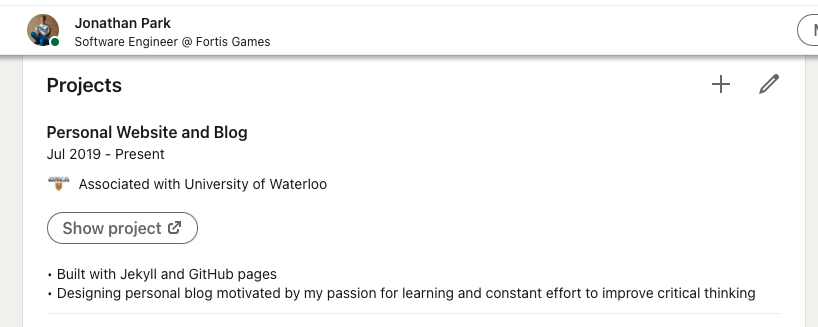 Jonathan Park
Software Engineer @ Fortis Games
Projects
Personal Website and Blog
Jul 2019 - Present
Associated with University of Waterloo
Show project
• Built with Jekyll and GitHub pages
• Designing personal blog motivated by my passion for learning and constant effort to improve critical thinking